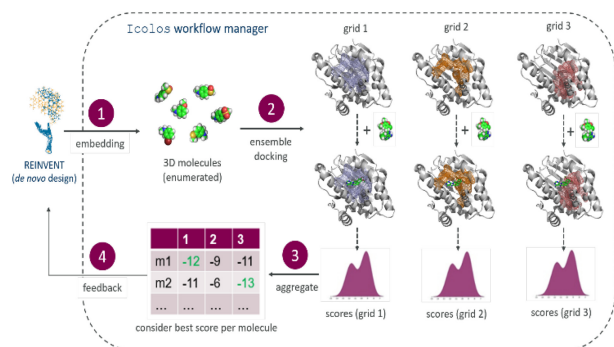 Icolos workflow manager
grid 1
grid 2
grid 3
1
2
REINVENT
(de novo design)
embedding
3D molecules
(enumerated)
ensemble
docking
+
+
+
4
feedback
1 2 3
m1 -12 -9 -11
m2 -11 -6 -13
... ... ...
consider best score per molecule
3
aggregate
scores (grid 1)
scores (grid 2)
scores (grid 3)